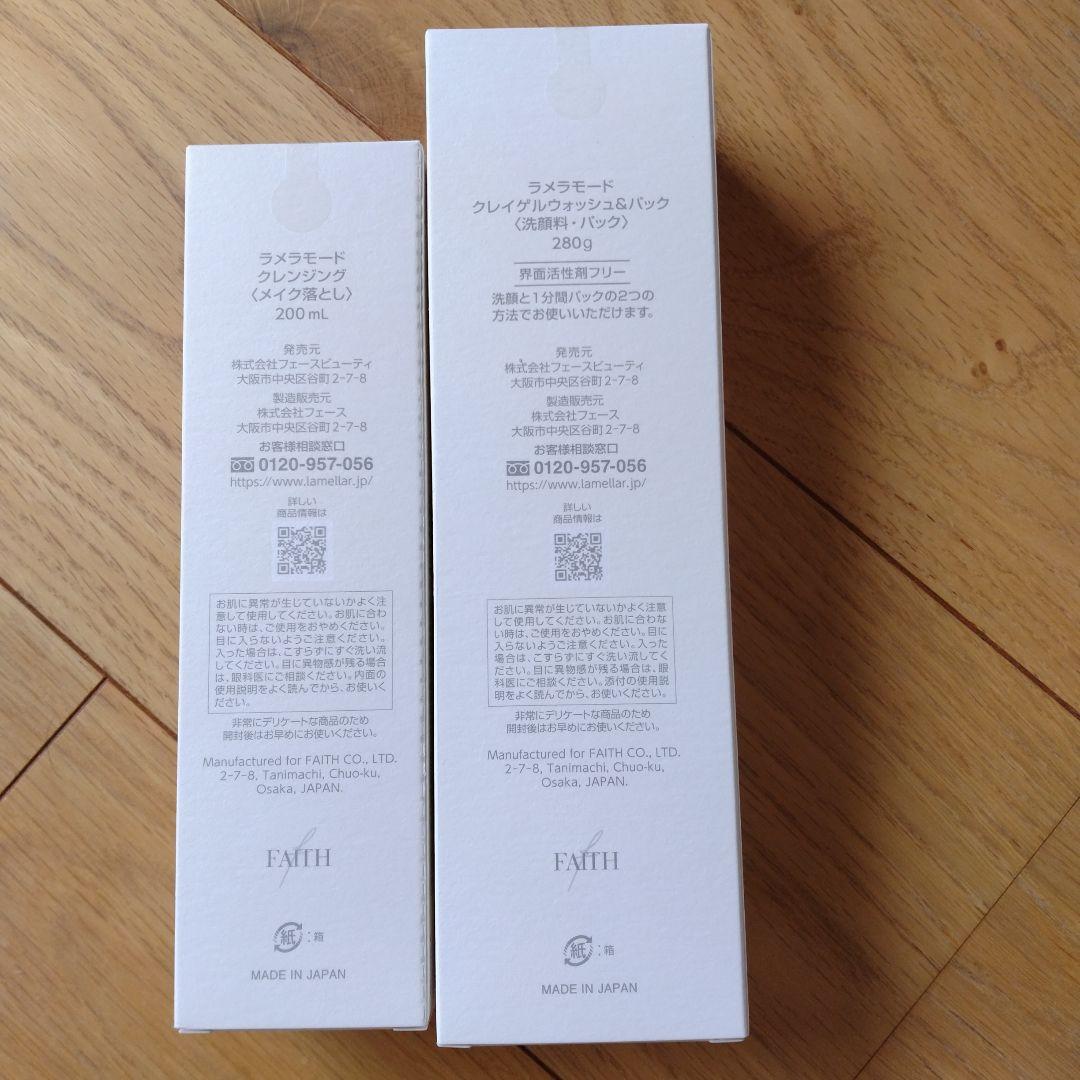 ラメラモード
クレンジング
〈メイク落とし〉
200mL
発売元
株式会社フェースビューティ
大阪市中央区谷町2-7-8
製造販売元
株式会社フェース
大阪市中央区谷町2-7-8
お客様相談窓口
0120-957-056
https://www.lamellar.jp/
詳しい
商品情報は
お肌に異常が生じていないかよく注
意して使用してください。お肌に合わ
ない時は、ご使用をおやめください。
目に入らないようご注意ください。
入った場合は、こすらずにすぐ洗い流
してください。目に異物感が残る場合
は、眼科医にご相談ください。内面の
使用説明をよく読んでから、お使いく
ださい。
非常にデリケートな商品のため
開封後はお早めにお使いください。
Manufactured for FAITH CO., LTD.
2-7-8, Tanimachi, Chuo-ku,
Osaka, JAPAN.
FAITH
紙:箱
MADE IN JAPAN
ラメラモード
クレイゲルウォッシュ&パック
〈洗顔料・パック〉
280g
界面活性剤フリー
洗顔と1分間パックの2つの
方法でお使いいただけます。
発売元
株式会社フェースビューティ
大阪市中央区谷町2-7-8
製造販売元
株式会社フェース
大阪市中央区谷町2-7-8
お客様相談窓口
0120-957-056
https://www.lamellar.jp/
詳しい
商品情報は
お肌に異常が生じていないかよく注意
して使用してください。お肌に合わな
い時は、ご使用をおやめください。目に
入らないようご注意ください。入った
場合は、こすらずにすぐ洗い流してく
ださい。目に異物感が残る場合は、眼
科医にご相談ください。添付の使用説
明をよく読んでから、お使いください。
非常にデリケートな商品のため
開封後はお早めにお使いください。
Manufactured for FAITH CO., LTD.
2-7-8, Tanimachi, Chuo-ku,
Osaka, JAPAN.
FAITH
紙:箱
MADE IN JAPAN